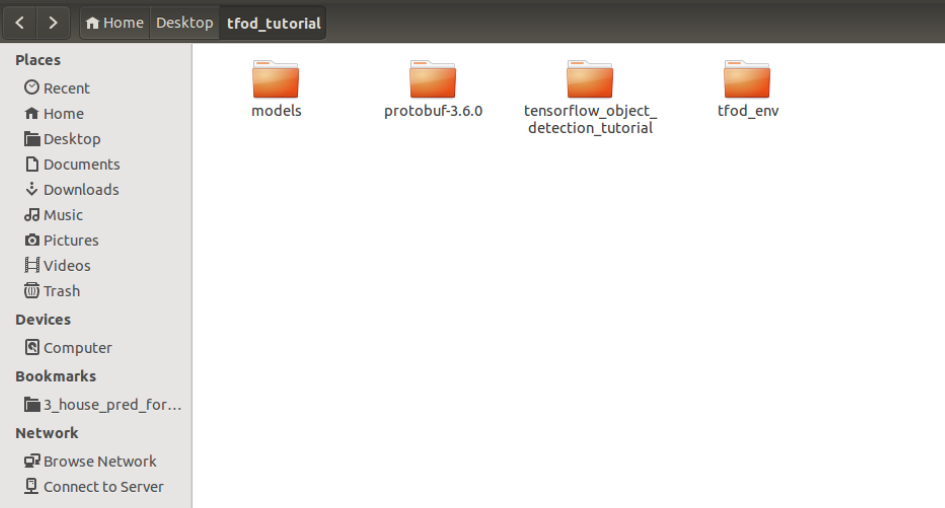 Home Desktop tfod_tutorial
Places
Recent
Home
Desktop
Documents
Downloads
Music
Pictures
Videos
Trash
Devices
Computer
Bookmarks
3_house_pred_for...
Network
Browse Network
Connect to Server
models
protobuf-3.6.0
tensorflow_object_
detection_tutorial
tfod_env